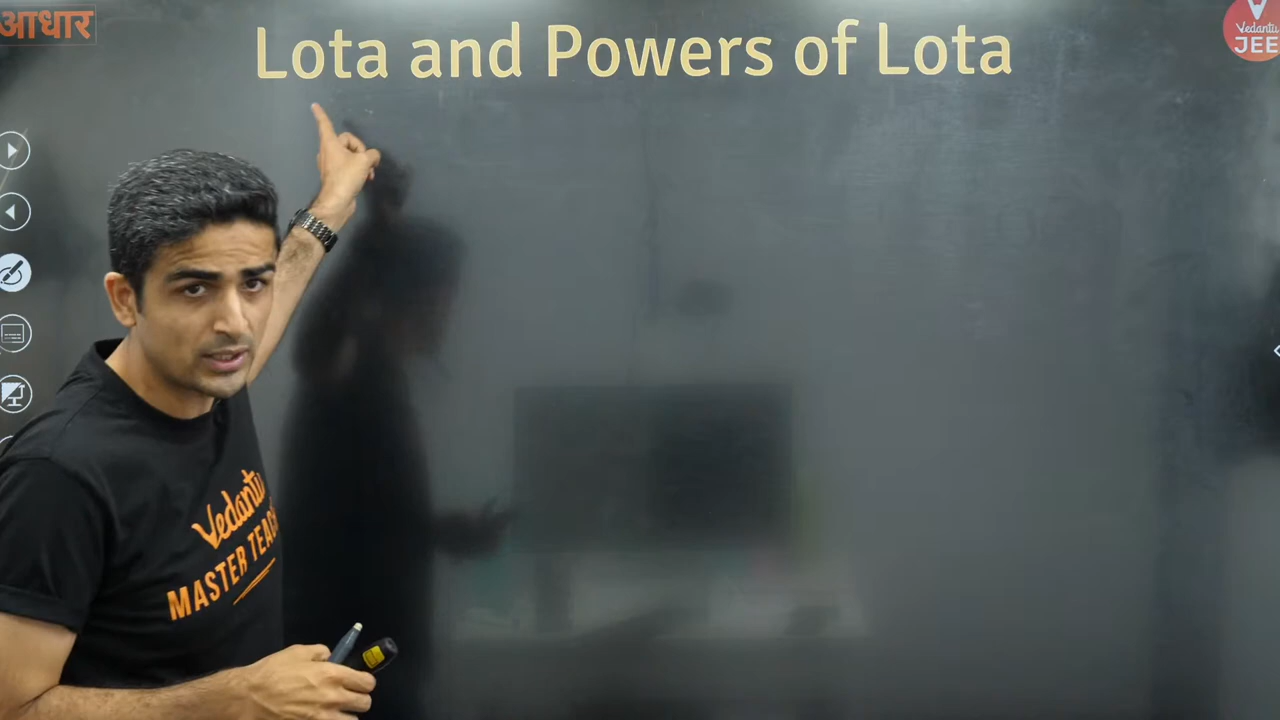 आधार
Lota and Powers of Lota
Vedantu
JEE
Vedantu
MASTER TEAC